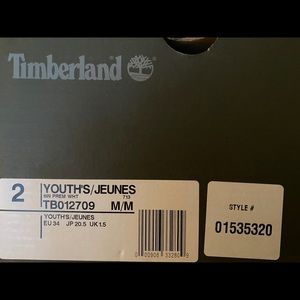 Timberland
2
YOUTH'S/JEUNES
6IN PREM WHT 713
TB012709 M/M
YOUTH'S/JEUNES
EU 34 JP 20.5 UK 1.5
STYLE #
01535320